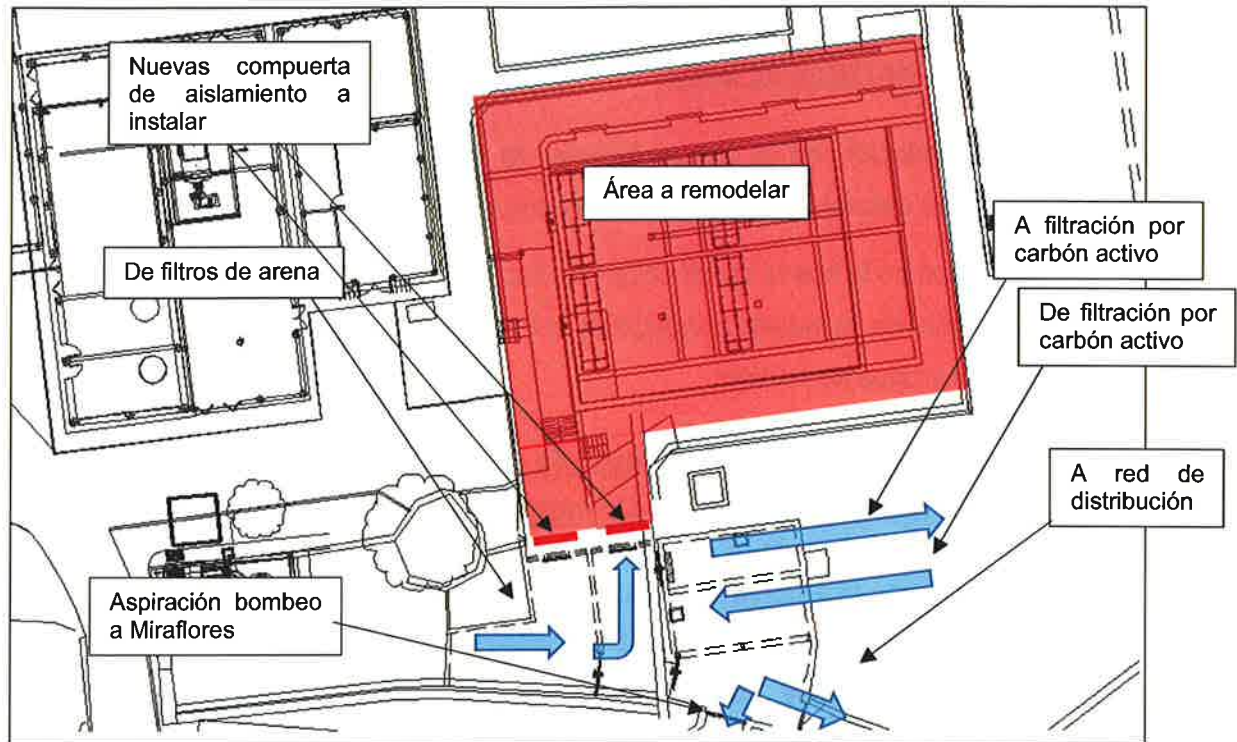 Nuevas compuerta
de aislamiento a
instalar
Área a remodelar
A filtración por
carbón activo
De filtros de arena
De filtración por
carbón activo
A red de
distribución
Aspiración bombeo
a Miraflores